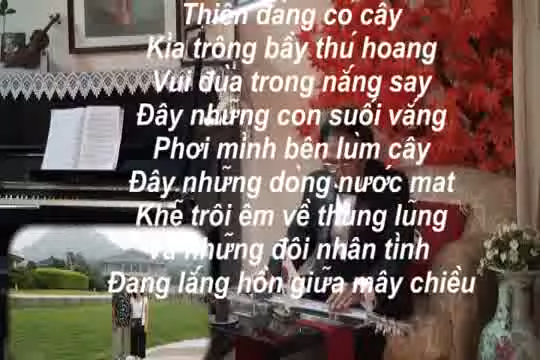 Thiên đàng cỏ cây
Kìa trông bầy thú hoang
Vui đùa trong nắng say
Đây những con suối vắng
Phơi mình bên lùm cây
Đây những dòng nước mát
Khẽ trôi êm về thung lũng
Và những đôi nhân tình
Đang lắng hồn giữa mây chiều